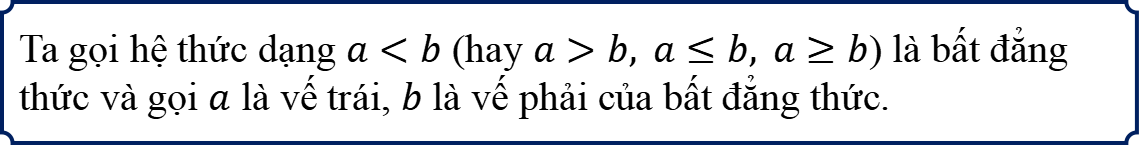 Ta gọi hệ thức dạng a < b (hay a > b, a ≤ b, a ≥ b) là bất đẳng
thức và gọi a là vế trái, b là vế phải của bất đẳng thức.